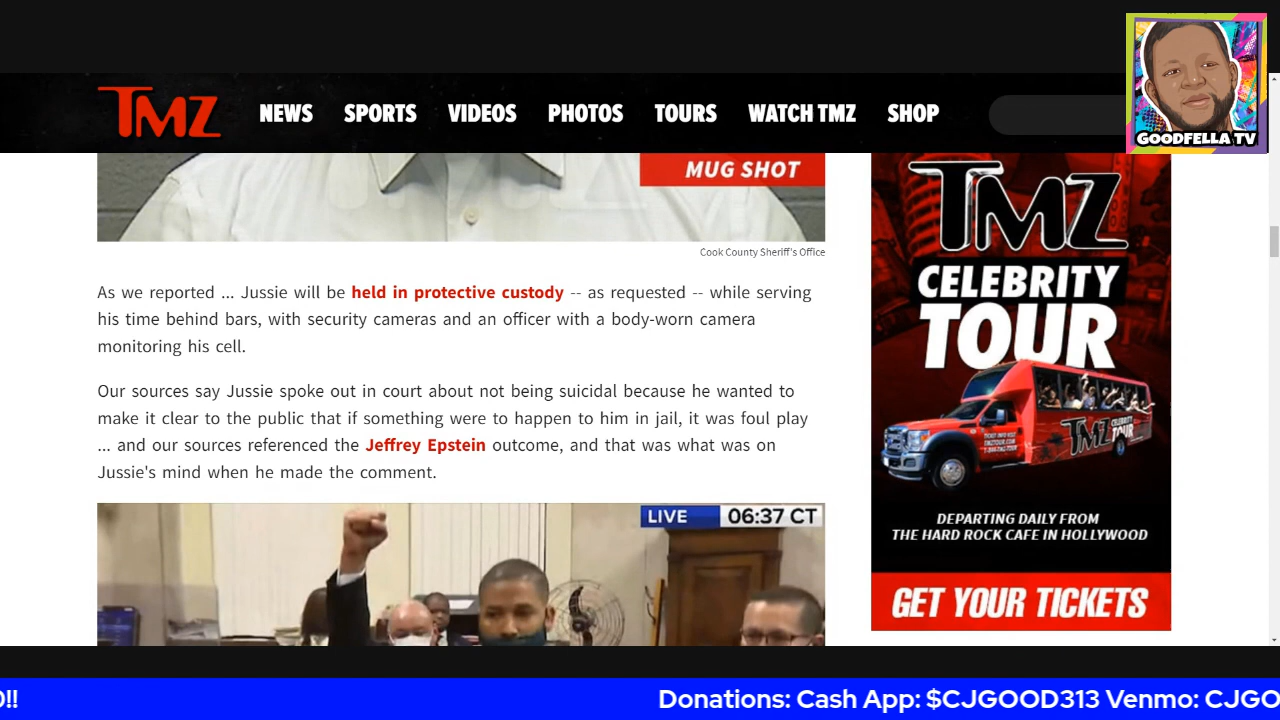 TMZ
NEWS SPORTS VIDEOS PHOTOS TOURS WATCH TMZ SHOP
GOODFELLA TV
MUG SHOT
Cook County Sheriff's Office
As we reported ... Jussie will be held in protective custody -- as requested -- while serving
his time behind bars, with security cameras and an officer with a body-worn camera
monitoring his cell.
Our sources say Jussie spoke out in court about not being suicidal because he wanted to
make it clear to the public that if something were to happen to him in jail, it was foul play
... and our sources referenced the Jeffrey Epstein outcome, and that was what was on
Jussie's mind when he made the comment.
LIVE 06:37 CT
TMZ
CELEBRITY
TOUR
TMZ CELEBRITY TOUR
DEPARTING DAILY FROM
THE HARD ROCK CAFE IN HOLLYWOOD
GET YOUR TICKETS
!! Donations: Cash App: $CJGOOD313 Venmo: CJGO